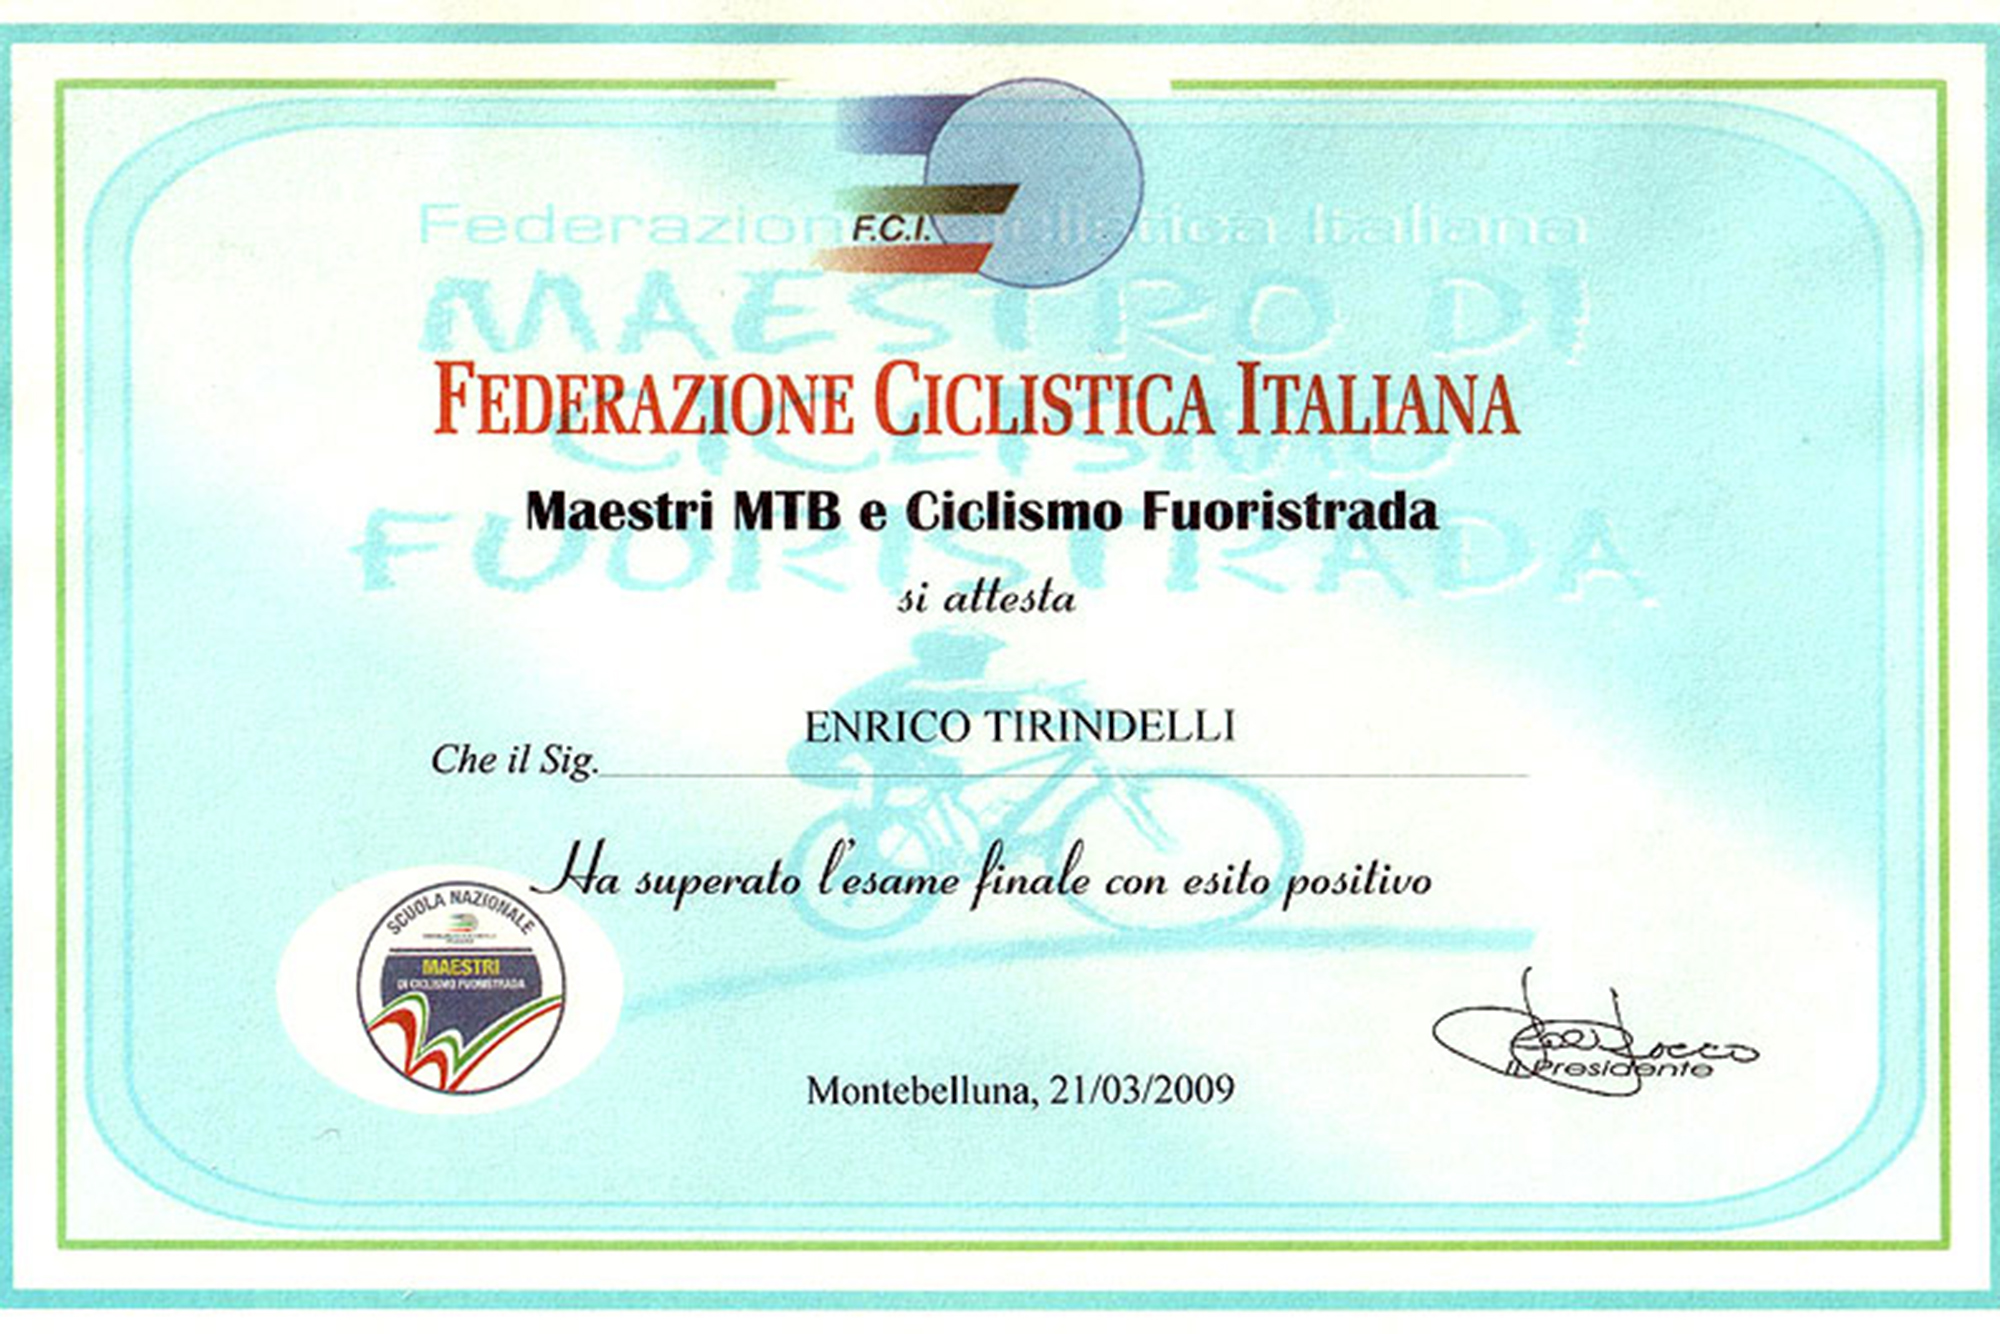 F.C.I.
Federazione Ciclistica Italiana
MAESTRO DI
CICLISMO
FUORISTRADA
FEDERAZIONE CICLISTICA ITALIANA
Maestri MTB e Ciclismo Fuoristrada
si attesta
ENRICO TIRINDELLI
Che il Sig.
Ha superato l'esame finale con esito positivo
SCUOLA NAZIONALE
MAESTRI
DI CICLISMO FUORISTRADA
Il Presidente
Montebelluna, 21/03/2009